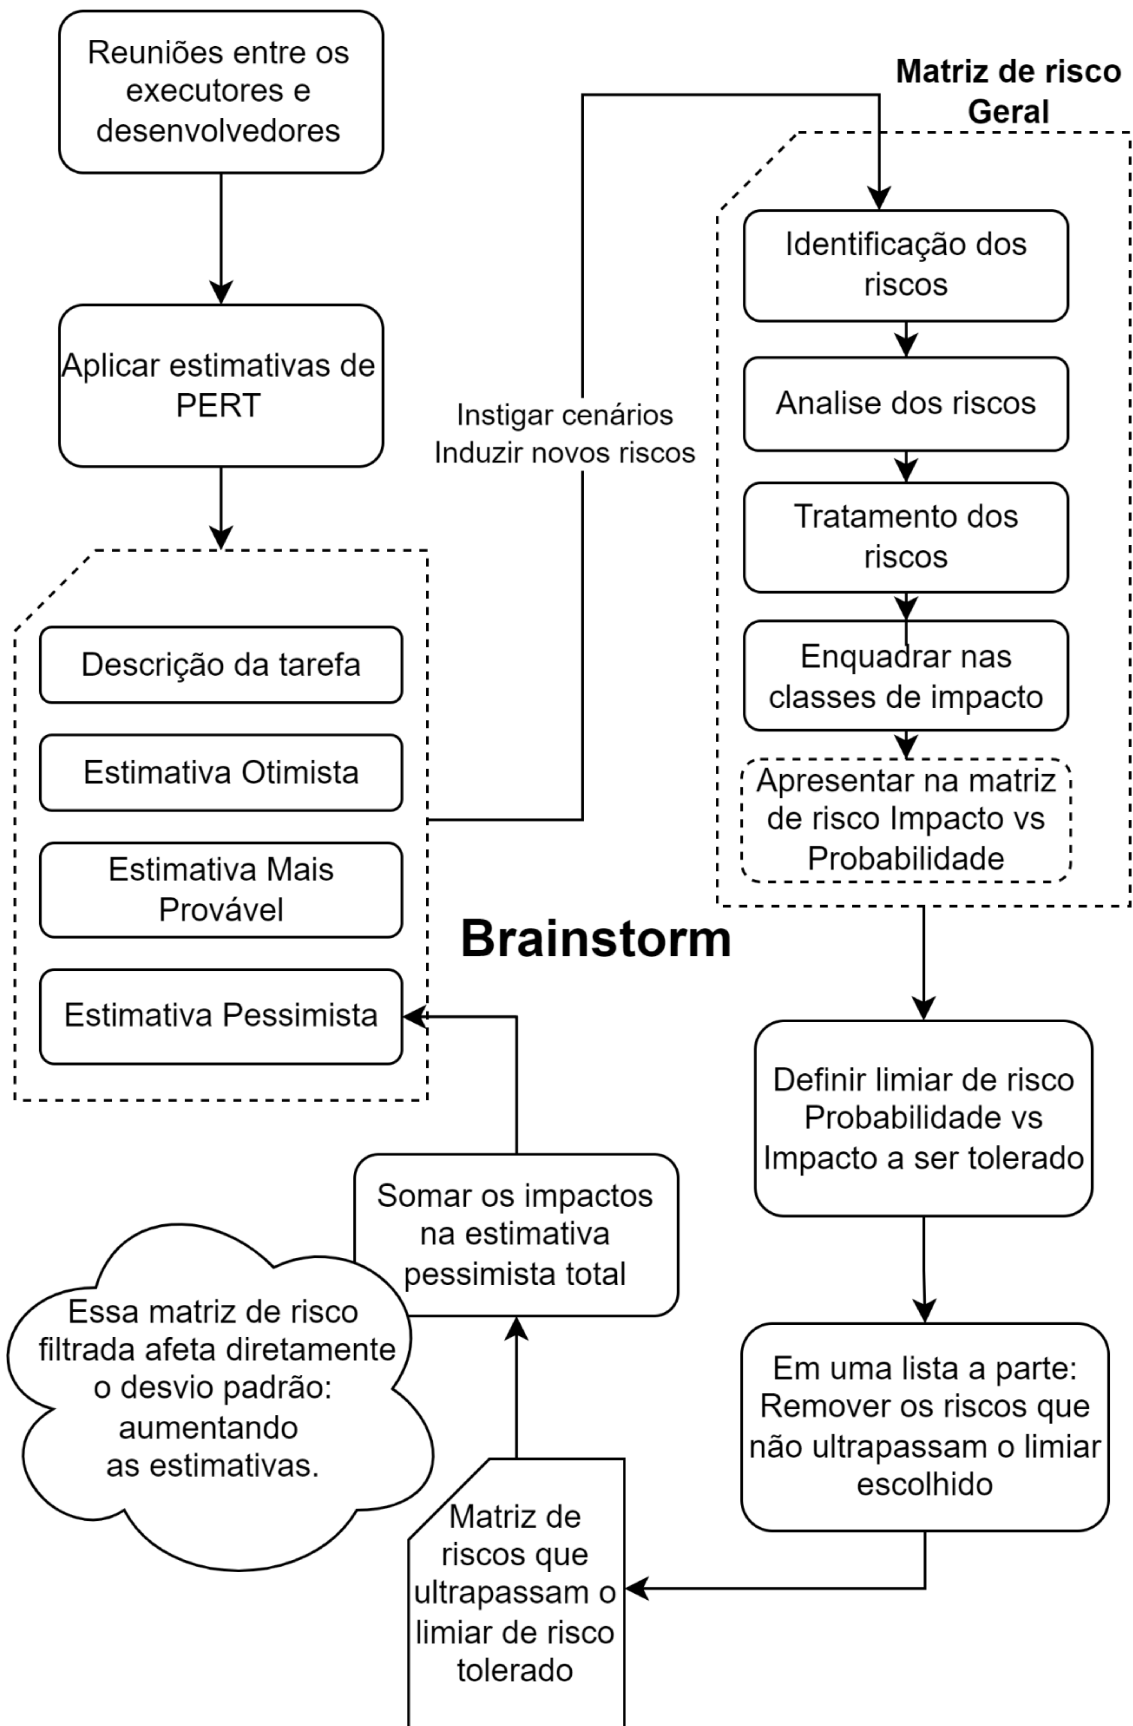 Reuniões entre os
executores e
desenvolvedores
Aplicar estimativas de
PERT
Descrição da tarefa
Estimativa Otimista
Estimativa Mais
Provável
Estimativa Pessimista
Instigar cenários
Induzir novos riscos
Matriz de risco
Geral
Identificação dos
riscos
Analise dos riscos
Tratamento dos
riscos
Enquadrar nas
classes de impacto
Apresentar na matriz
de risco Impacto vs
Probabilidade
Brainstorm
Definir limiar de risco
Probabilidade vs
Impacto a ser tolerado
Em uma lista a parte:
Remover os riscos que
não ultrapassam o limiar
escolhido
Matriz de
riscos que
ultrapassam o
limiar de risco
tolerado
Somar os impactos
na estimativa
pessimista total
Essa matriz de risco
filtrada afeta diretamente
o desvio padrão:
aumentando
as estimativas.